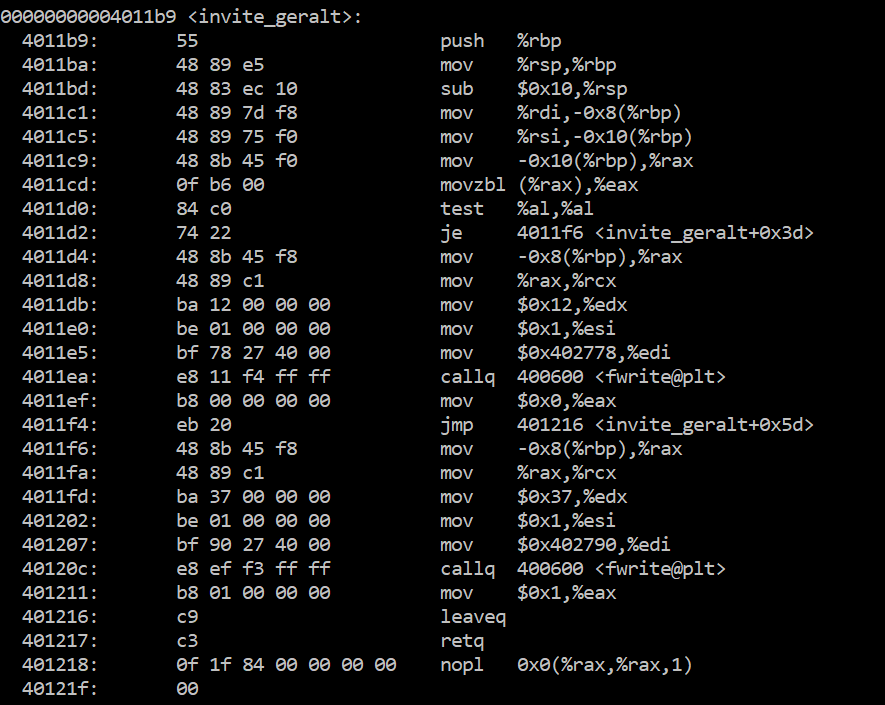 00000000004011b9 <invite_geralt>:
4011b9: 55 push %rbp
4011ba: 48 89 e5 mov %rsp,%rbp
4011bd: 48 83 ec 10 sub $0x10,%rsp
4011c1: 48 89 7d f8 mov %rdi,-0x8(%rbp)
4011c5: 48 89 75 f0 mov %rsi,-0x10(%rbp)
4011c9: 48 8b 45 f0 mov -0x10(%rbp),%rax
4011cd: 0f b6 00 movzbl (%rax),%eax
4011d0: 84 c0 test %al,%al
4011d2: 74 22 je 4011f6 <invite_geralt+0x3d>
4011d4: 48 8b 45 f8 mov -0x8(%rbp),%rax
4011d8: 48 89 c1 mov %rax,%rcx
4011db: ba 12 00 00 00 mov $0x12,%edx
4011e0: be 01 00 00 00 mov $0x1,%esi
4011e5: bf 78 27 40 00 mov $0x402778,%edi
4011ea: e8 11 f4 ff ff callq 400600 <fwrite@plt>
4011ef: b8 00 00 00 00 mov $0x0,%eax
4011f4: eb 20 jmp 401216 <invite_geralt+0x5d>
4011f6: 48 8b 45 f8 mov -0x8(%rbp),%rax
4011fa: 48 89 c1 mov %rax,%rcx
4011fd: ba 37 00 00 00 mov $0x37,%edx
401202: be 01 00 00 00 mov $0x1,%esi
401207: bf 90 27 40 00 mov $0x402790,%edi
40120c: e8 ef f3 ff ff callq 400600 <fwrite@plt>
401211: b8 01 00 00 00 mov $0x1,%eax
401216: c9 leaveq
401217: c3 retq
401218: 0f 1f 84 00 00 00 00 nopl 0x0(%rax,%rax,1)
40121f: 00